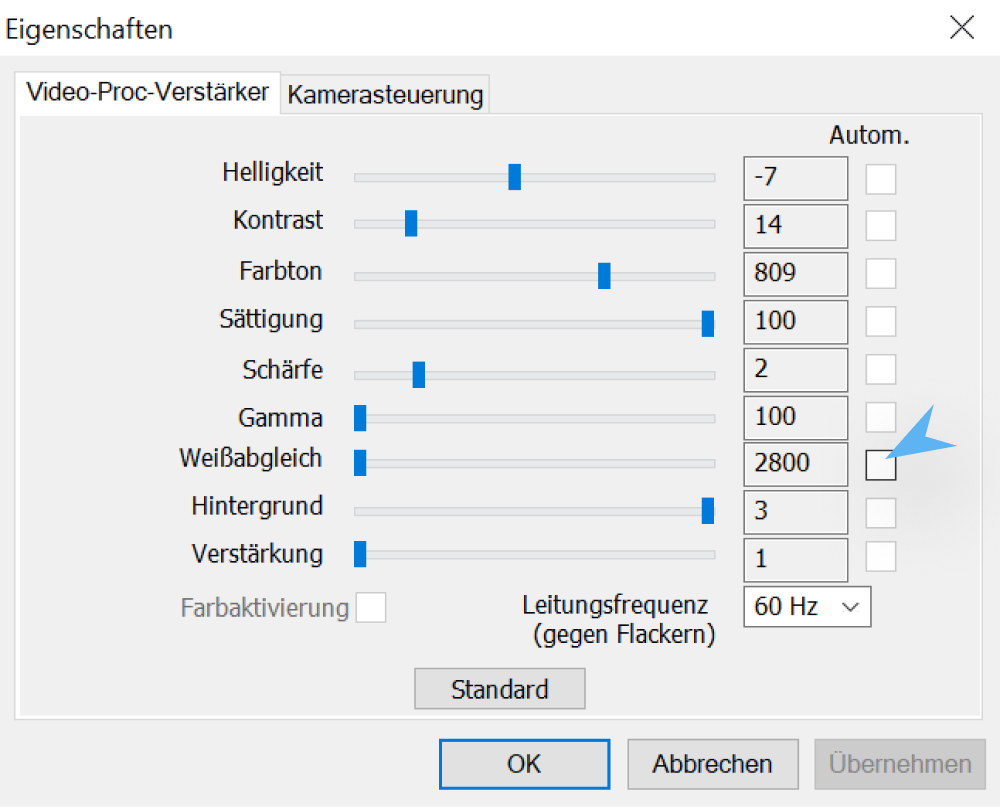 Eigenschaften
Video-Proc-Verstärker Kamerasteuerung
Autom.
Helligkeit -7
Kontrast 14
Farbton 809
Sättigung 100
Schärfe 2
Gamma 100
Weißabgleich 2800
Hintergrund 3
Verstärkung 1
Farbaktivierung Leitungsfrequenz 60 Hz
(gegen Flackern)
Standard
OK Abbrechen Übernehmen